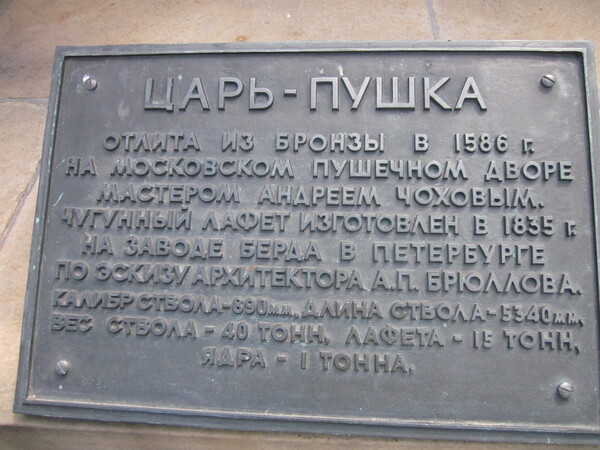 ЦАРЬ-ПУШКА
ОТЛИТА ИЗ БРОНЗЫ В 1586 г.
НА МОСКОВСКОМ ПУШЕЧНОМ ДВОРЕ
МАСТЕРОМ АНДРЕЕМ ЧОХОВЫМ.
ЧУГУННЫЙ ЛАФЕТ ИЗГОТОВЛЕН В 1835 г.
НА ЗАВОДЕ БЕРДА В ПЕТЕРБУРГЕ
ПО ЭСКИЗУ АРХИТЕКТОРА А.П. БРЮЛЛОВА.
КАЛИБР СТВОЛА-890мм., ДЛИНА СТВОЛА-5340мм,
ВЕС СТВОЛА-40 ТОНН, ЛАФЕТА-15 ТОНН,
ЯДРА-1 ТОННА.